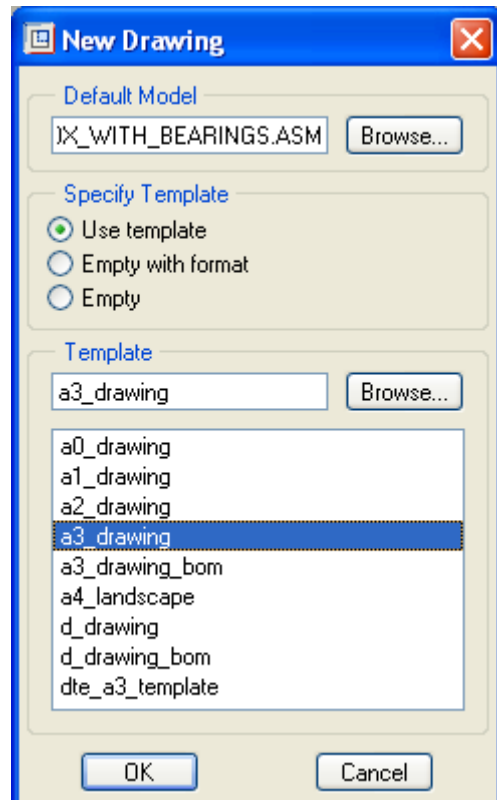 New Drawing
Default Model
X_WITH_BEARINGS.ASM Browse...
Specify Template
Use template
Empty with format
Empty
Template
a3_drawing Browse...
a0_drawing
a1_drawing
a2_drawing
a3_drawing
a3_drawing_bom
a4_landscape
d_drawing
d_drawing_bom
dte_a3_template
OK Cancel